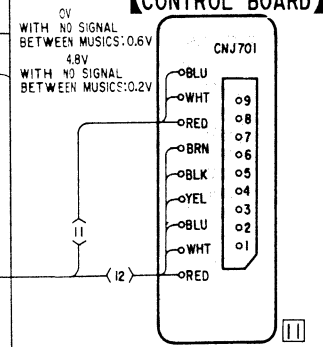 【CONTROL BOARD】
0V
WITH NO SIGNAL
BETWEEN MUSICS:0.6V
4.8V
WITH NO SIGNAL
BETWEEN MUSICS:0.2V
CNJ701
BLU
WHT
RED
BRN
BLK
YEL
BLU
WHT
RED
9
8
7
6
5
4
3
2
1
11
12
11